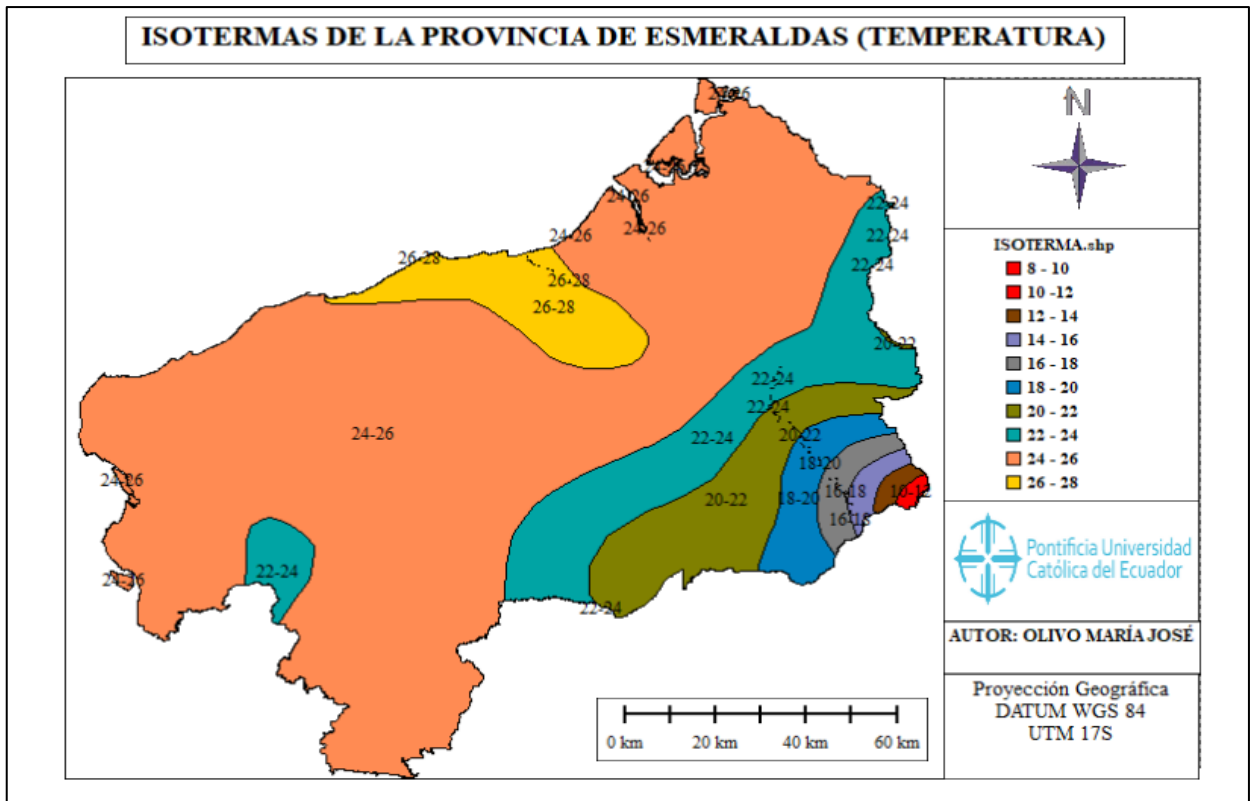 ISOTERMAS DE LA PROVINCIA DE ESMERALDAS (TEMPERATURA)
N
ISOTERMA.shp
8 - 10
10 -12
12 - 14
14 - 16
16 - 18
18 - 20
20 - 22
22 - 24
24 - 26
26 - 28
Pontificia Universidad
Católica del Ecuador
AUTOR: OLIVO MARÍA JOSÉ
Proyección Geográfica
DATUM WGS 84
UTM 17S
24-26
24-26
24-26
24-26
22-24
22-24
22-24
26-28
26-28
26-28
20-22
22-24
22-24
22-24
20-22
24-26
18-20
24-26
20-22
18-20
16-18
10-12
16-18
22-24
24-26
22-24
0 km
20 km
40 km
60 km